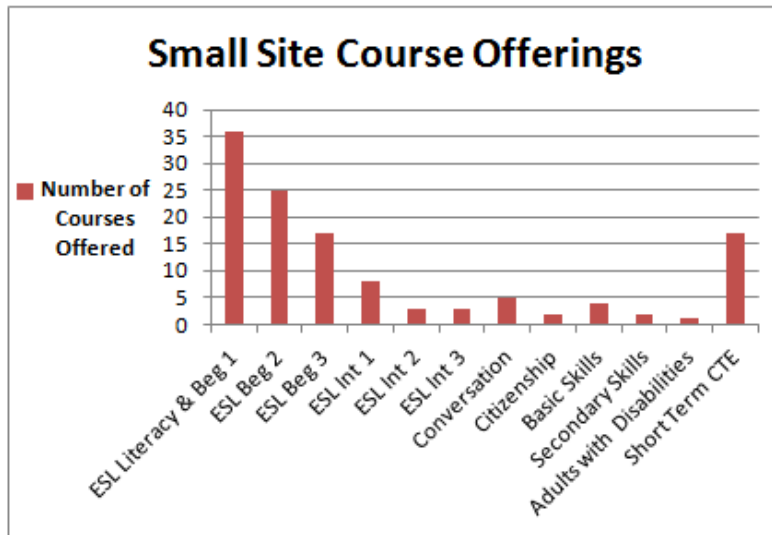 Small Site Course Offerings
40
35
30
25
20
15
10
5
0
Number of
Courses
Offered
ESL Literacy & Beg 1
ESL Beg 2
ESL Beg 3
ESL Int 1
ESL Int 2
ESL Int 3
Conversation
Citizenship
Basic Skills
Secondary Skills
Adults with Disabilities
Short Term CTE